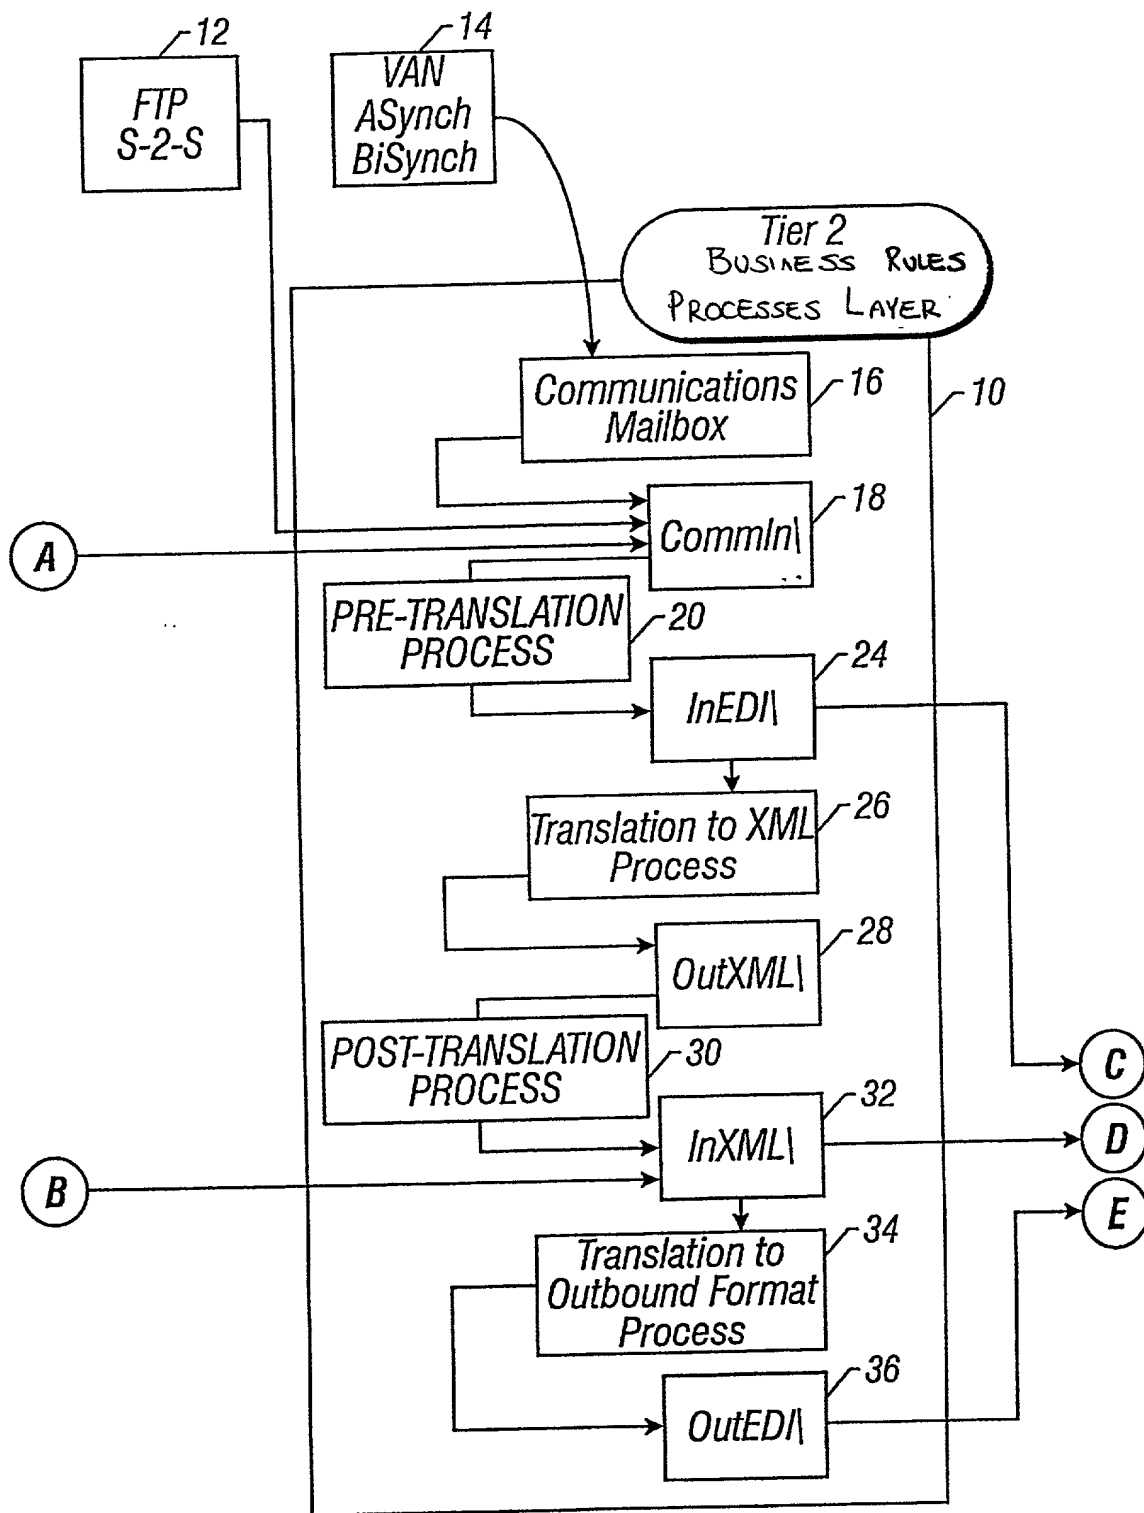 12
FTP
S-2-S
14
VAN
ASynch
BiSynch
Tier 2
BUSINESS RULES
PROCESSES LAYER
10
Communications
Mailbox
16
CommIn\
18
A
PRE-TRANSLATION
PROCESS
20
InEDI\
24
Translation to XML
Process
26
OutXML\
28
POST-TRANSLATION
PROCESS
30
C
InXML\
32
D
B
E
Translation to
Outbound Format
Process
34
OutEDI\
36